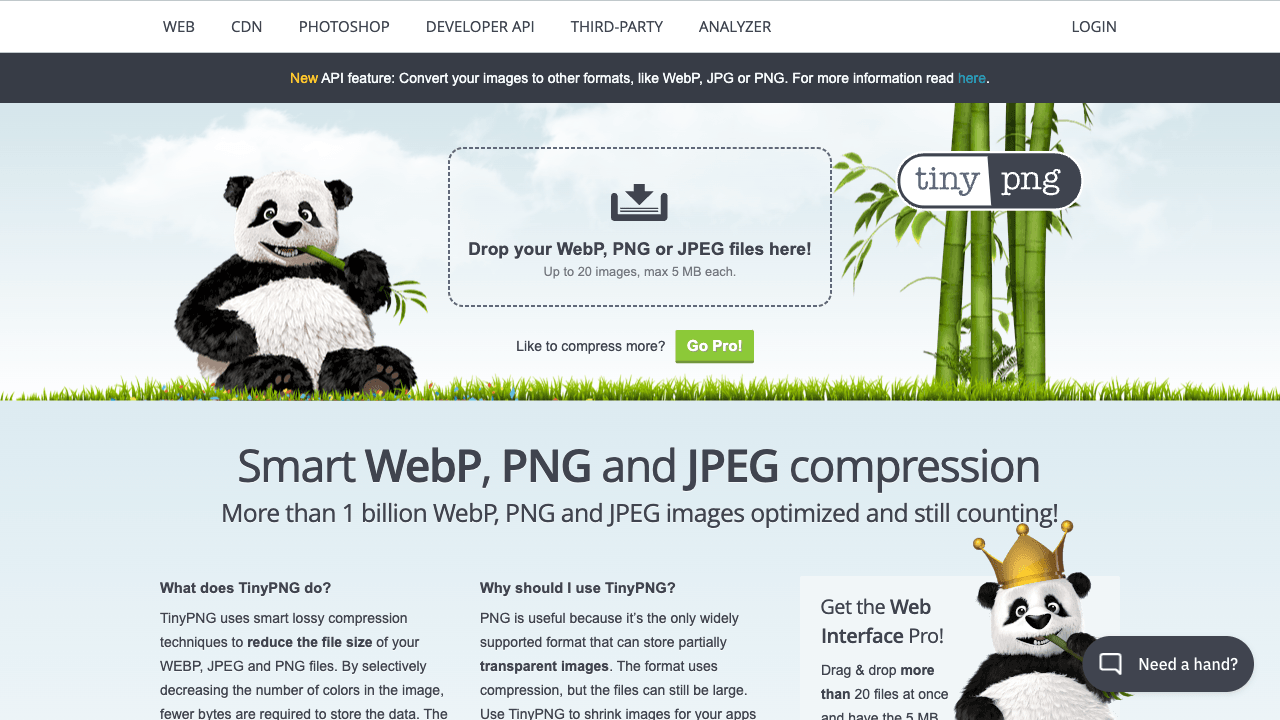 WEB CDN PHOTOSHOP DEVELOPER API THIRD-PARTY ANALYZER LOGIN
New API feature: Convert your images to other formats, like WebP, JPG or PNG. For more information read here.
tiny png
Drop your WebP, PNG or JPEG files here!
Up to 20 images, max 5 MB each.
Like to compress more? Go Pro!
Smart WebP, PNG and JPEG compression
More than 1 billion WebP, PNG and JPEG images optimized and still counting!
What does TinyPNG do?
TinyPNG uses smart lossy compression
techniques to reduce the file size of your
WEBP, JPEG and PNG files. By selectively
decreasing the number of colors in the image,
fewer bytes are required to store the data. The
Why should I use TinyPNG?
PNG is useful because it's the only widely
supported format that can store partially
transparent images. The format uses
compression, but the files can still be large.
Use TinyPNG to shrink images for your apps
Get the Web
Interface Pro!
Drag & drop more
than 20 files at once
and have the 5 MB
Need a hand?